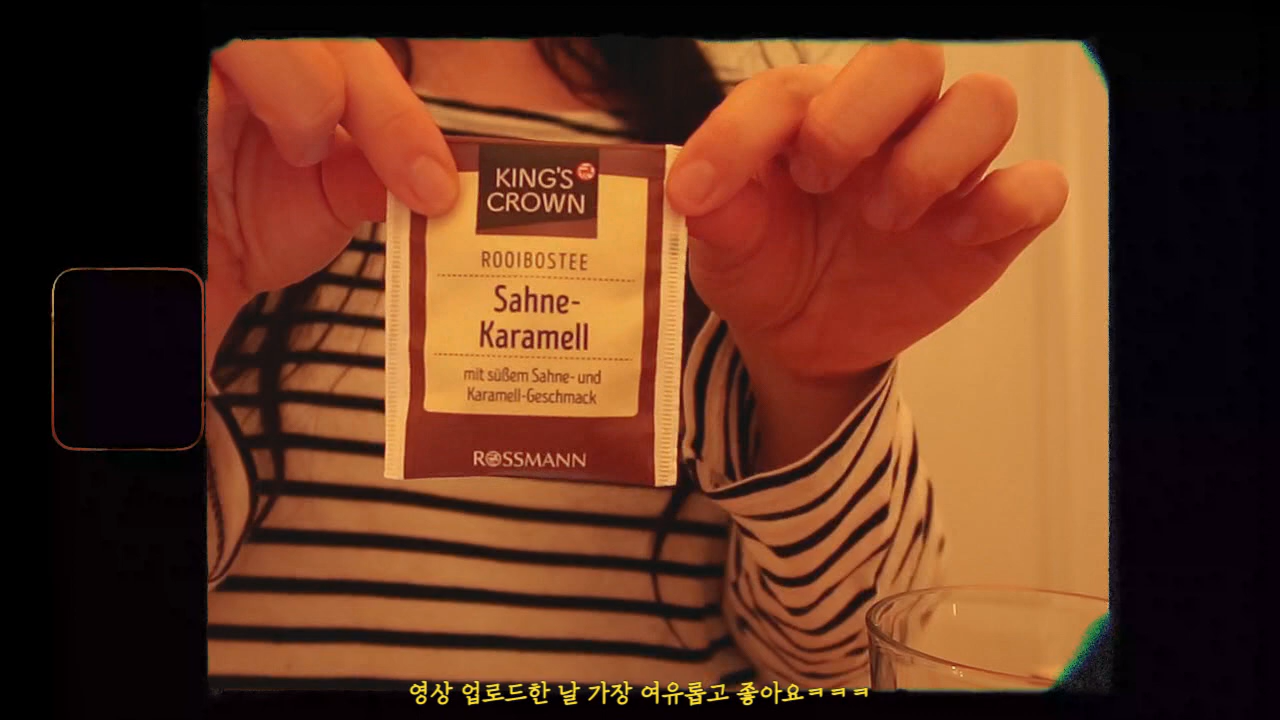 KING'S
CROWN
ROOIBOSTEE
Sahne-
Karamell
mit süßem Sahne- und
Karamell-Geschmack
ROSSMANN
영상 업로드한 날 가장 여유롭고 좋아요ㅋㅋㅋ